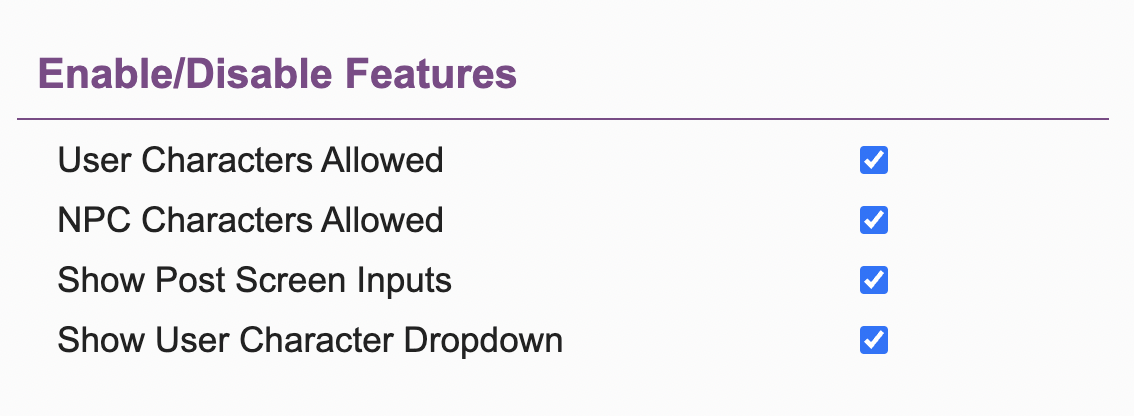 Enable/Disable Features
User Characters Allowed
NPC Characters Allowed
Show Post Screen Inputs
Show User Character Dropdown